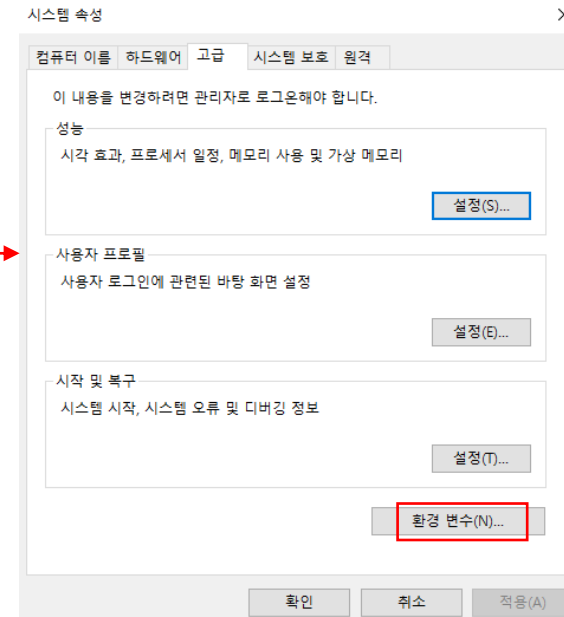 시스템 속성
컴퓨터 이름 하드웨어 고급 시스템 보호 원격
이 내용을 변경하려면 관리자로 로그온해야 합니다.
성능
시각 효과, 프로세서 일정, 메모리 사용 및 가상 메모리
설정(S)...
사용자 프로필
사용자 로그인에 관련된 바탕 화면 설정
설정(E)...
시작 및 복구
시스템 시작, 시스템 오류 및 디버깅 정보
설정(T)...
환경 변수(N)...
확인 취소 적용(A)